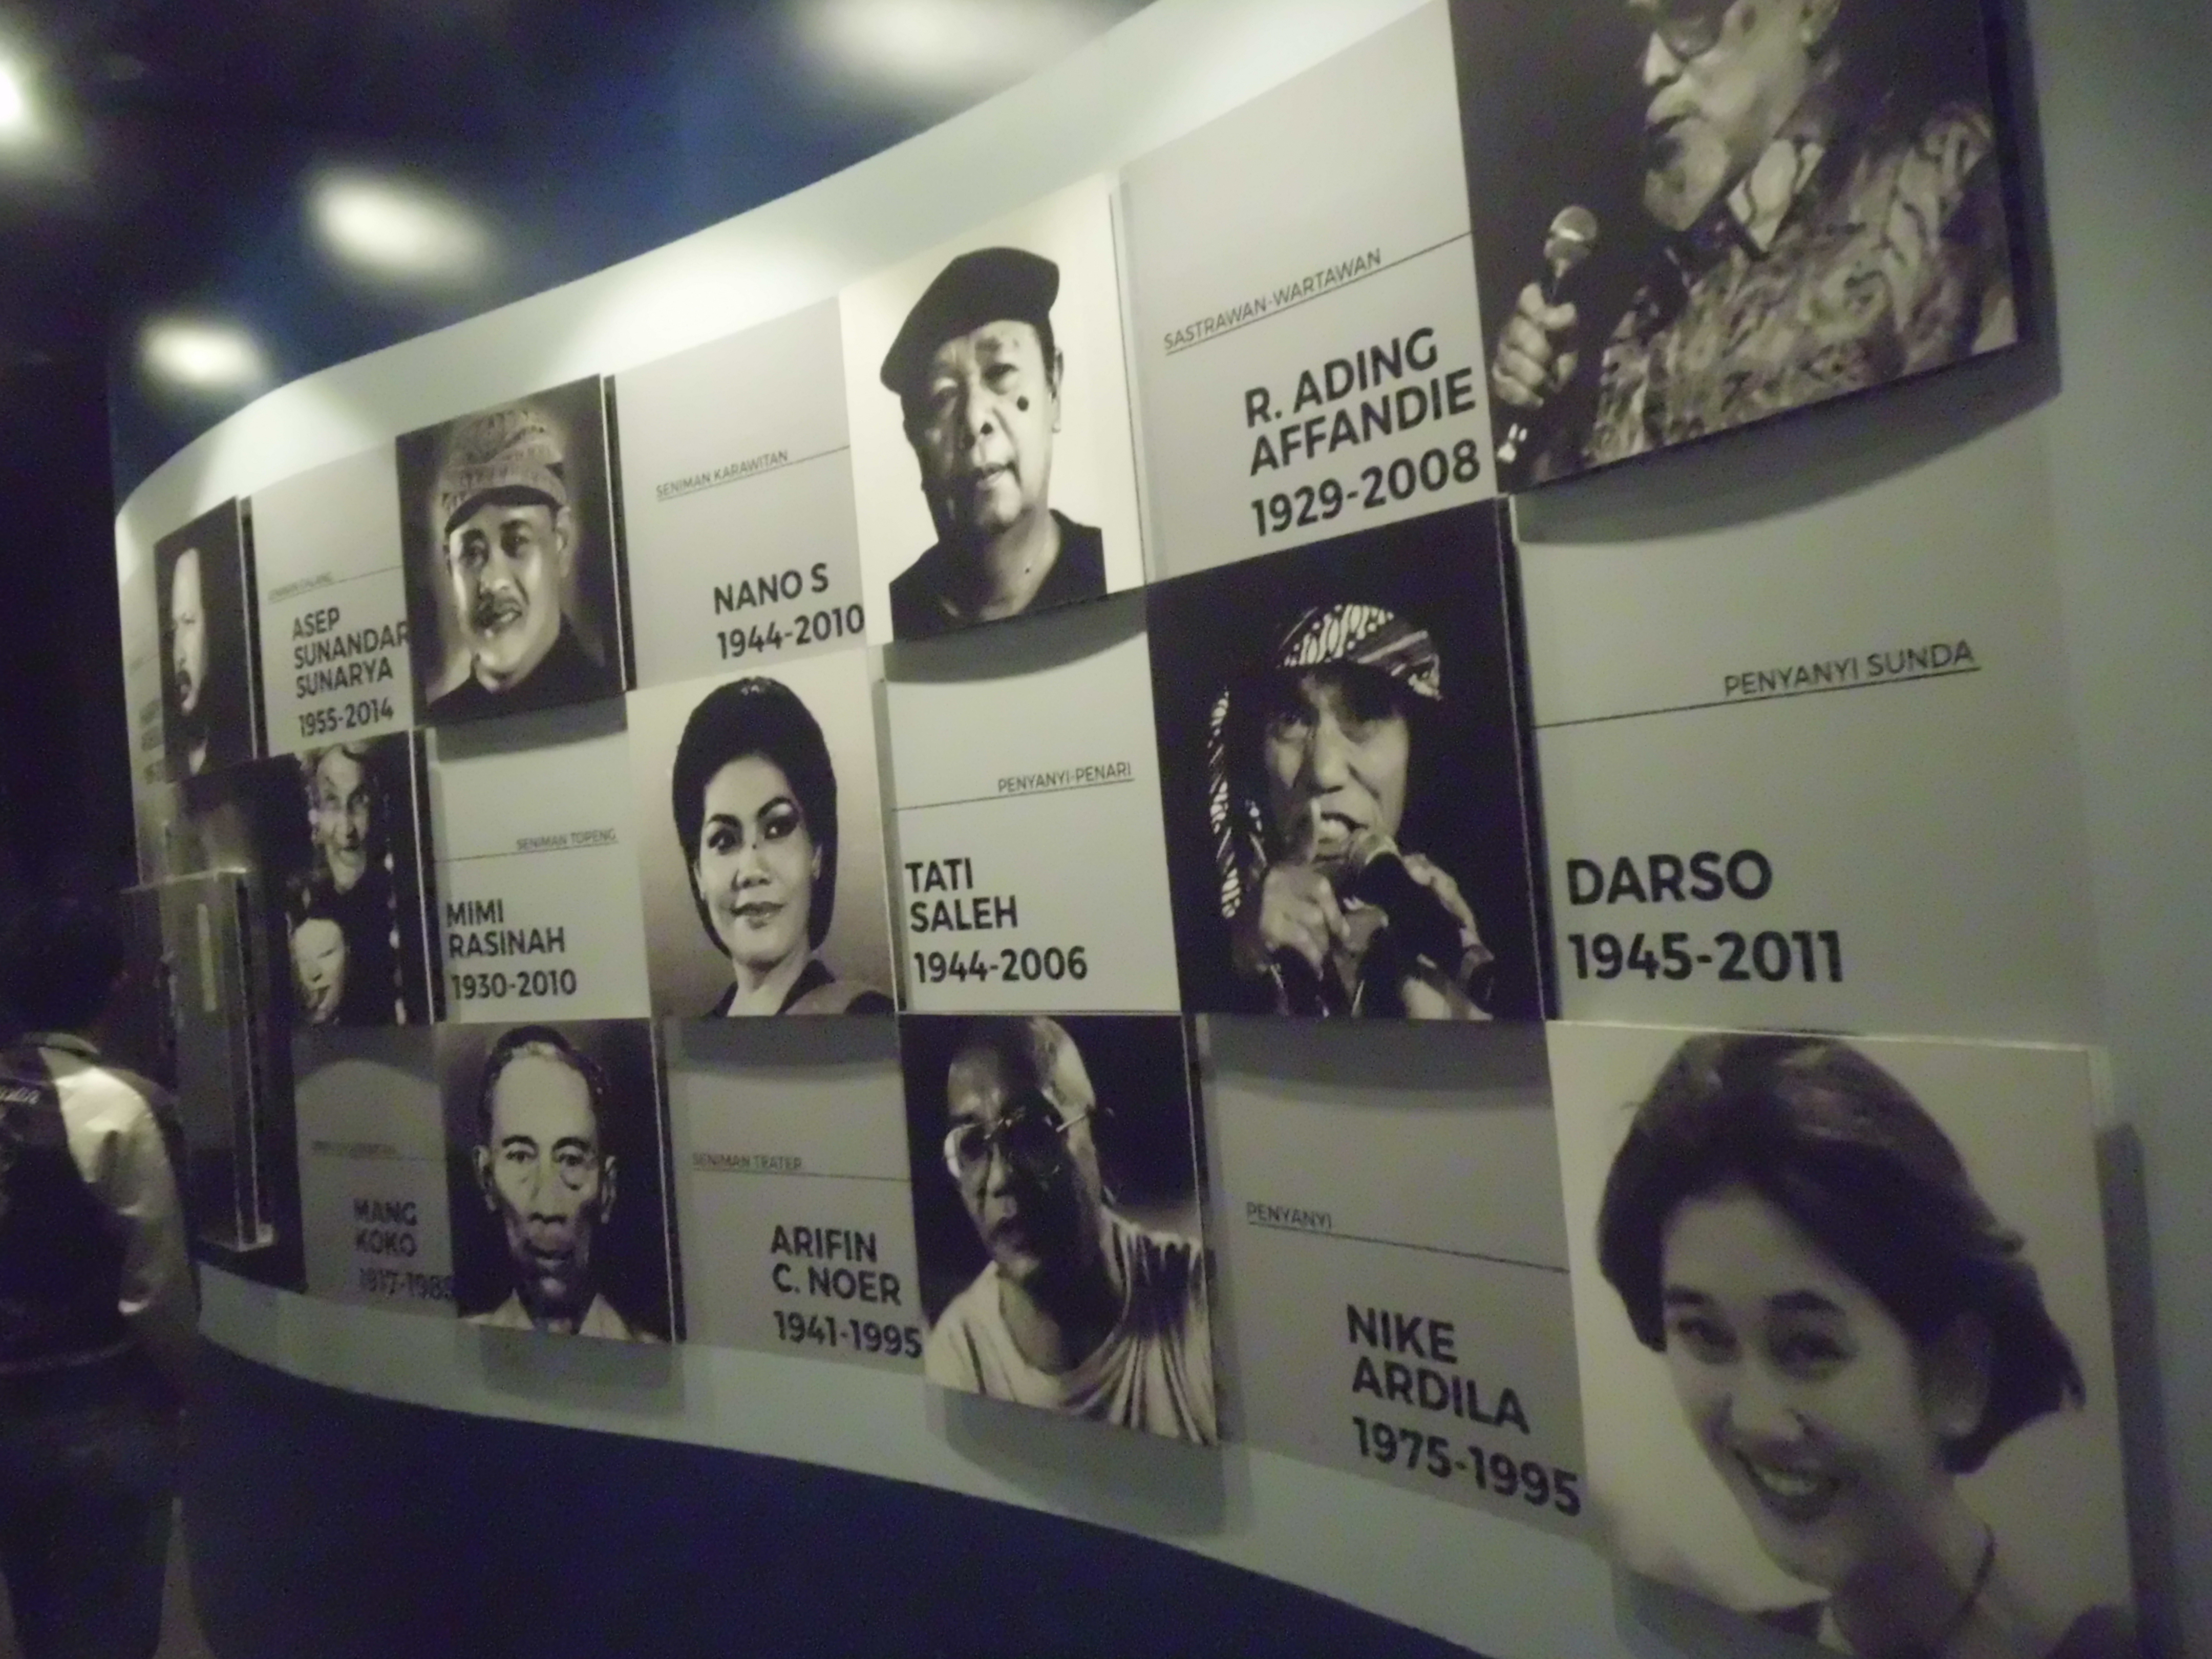 ASEP
SUNANDAR
SUNARYA
1955-2014
SENIMAN KARAWITAN
NANO S
1944-2010
SASTRAWAN-WARTAWAN
R. ADING
AFFANDIE
1929-2008
SENIMAN TOPENG
MIMI
RASINAH
1930-2010
PENYANYI-PENARI
TATI
SALEH
1944-2006
PENYANYI SUNDA
DARSO
1945-2011
MANG
KOKO
SENIMAN TEATER
ARIFIN
C. NOER
1941-1995
PENYANYI
NIKE
ARDILA
1975-1995